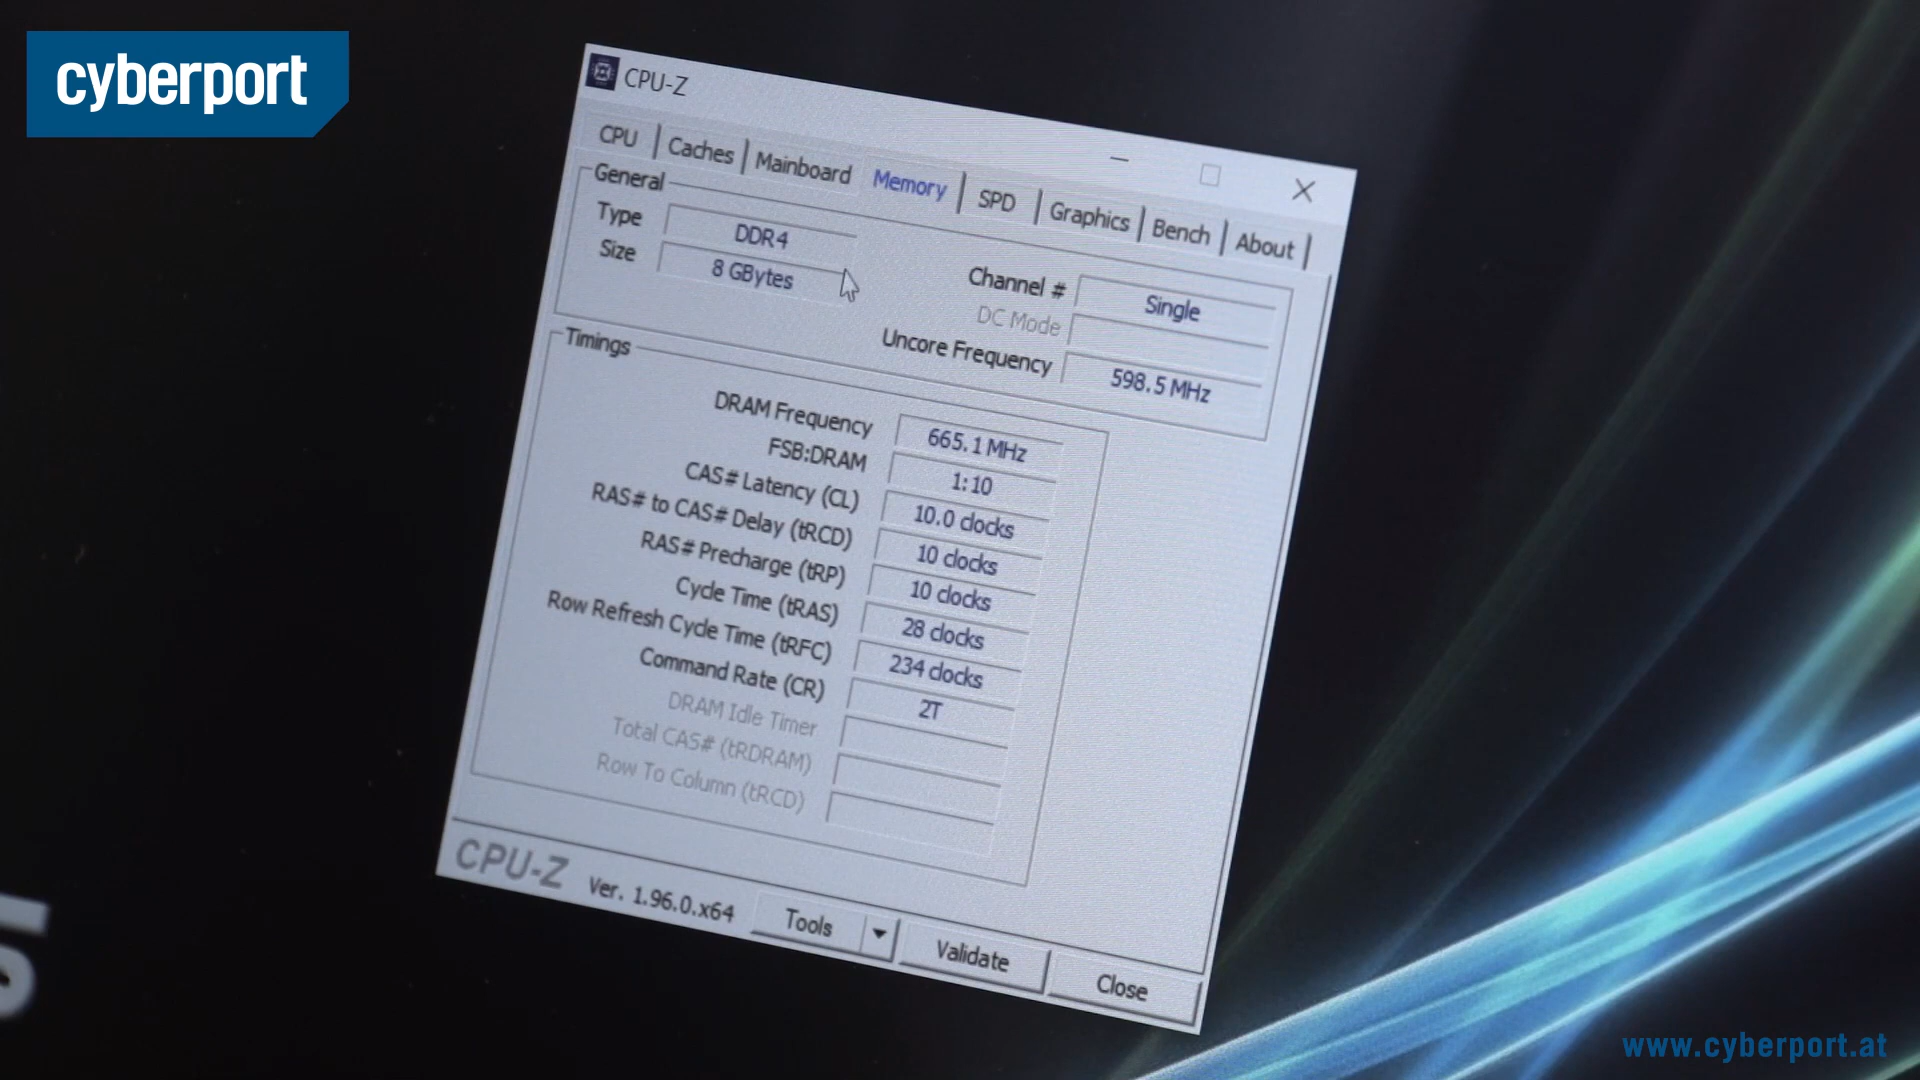 cyberport
CPU-Z
CPU Caches Mainboard Memory SPD Graphics Bench About
General
Type DDR4
Size 8 GBytes
Channel # Single
DC Mode
Uncore Frequency 598.5 MHz
Timings
DRAM Frequency 665.1 MHz
FSB:DRAM 1:10
CAS# Latency (CL) 10.0 clocks
RAS# to CAS# Delay (tRCD) 10 clocks
RAS# Precharge (tRP) 10 clocks
Cycle Time (tRAS) 28 clocks
Row Refresh Cycle Time (tRFC) 234 clocks
Command Rate (CR) 2T
DRAM Idle Timer
Total CAS# (tRDRAM)
Row To Column (tRCD)
CPU-Z Ver. 1.96.0.x64 Tools Validate Close
www.cyberport.at